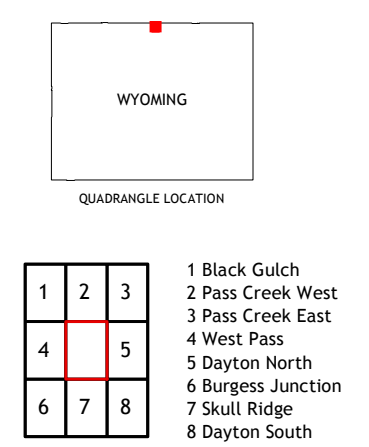 WYOMING
QUADRANGLE LOCATION
1 2 3
4 5
6 7 8
1 Black Gulch
2 Pass Creek West
3 Pass Creek East
4 West Pass
5 Dayton North
6 Burgess Junction
7 Skull Ridge
8 Dayton South